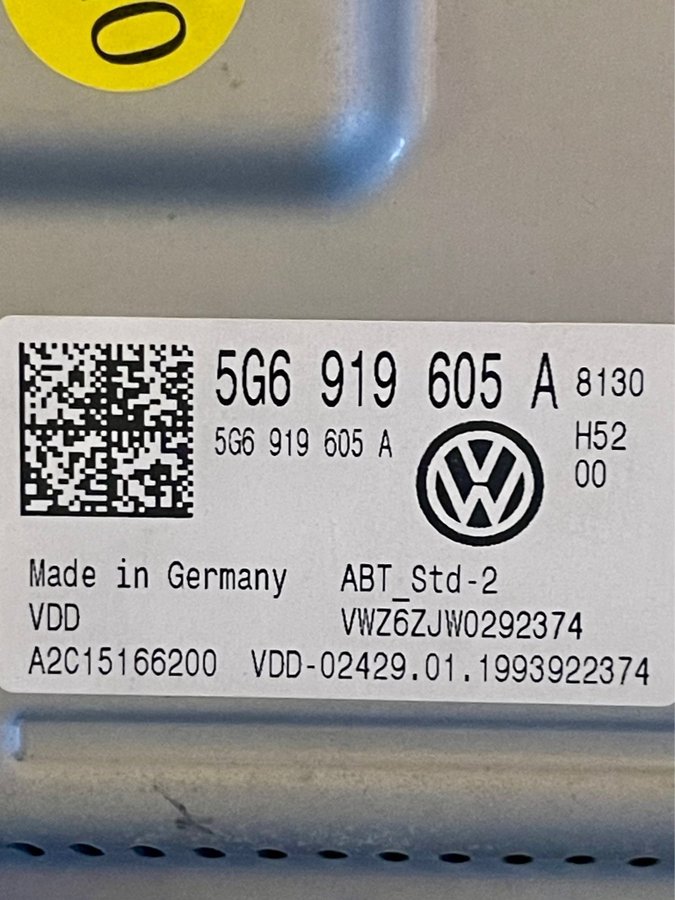 0
5G6 919 605 A 8130
5G6 919 605 A H52
00
Made in Germany ABT_Std-2
VDD VWZ6ZJW0292374
A2C15166200 VDD-02429.01.1993922374